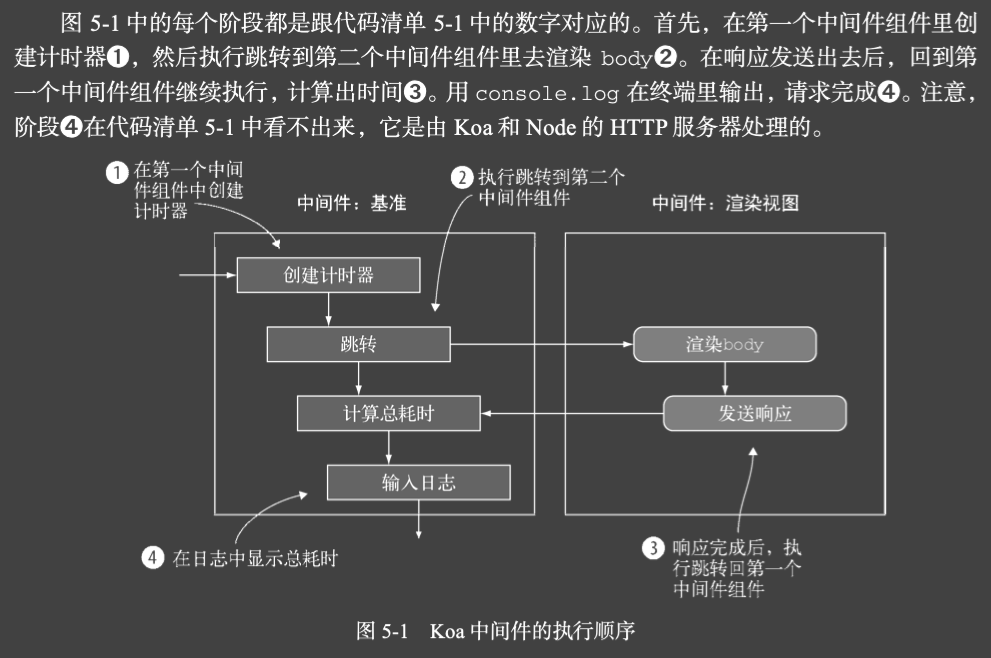 图 5-1 中的每个阶段都是跟代码清单 5-1 中的数字对应的。首先，在第一个中间件组件里创
建计时器❶，然后执行跳转到第二个中间件组件里去渲染 body❷。在响应发送出去后，回到第
一个中间件组件继续执行，计算出时间❸。用 console.log 在终端里输出，请求完成❹。注意，
阶段❹在代码清单 5-1 中看不出来，它是由 Koa 和 Node 的 HTTP 服务器处理的。
❶ 在第一个中间
件组件中创建
计时器
中间件：基准
❷ 执行跳转到第二个
中间件组件
中间件：渲染视图
创建计时器
跳转
渲染body
计算总耗时
发送响应
输入日志
❹ 在日志中显示总耗时
❸ 响应完成后，执
行跳转回第一个
中间件组件
图 5-1 Koa 中间件的执行顺序